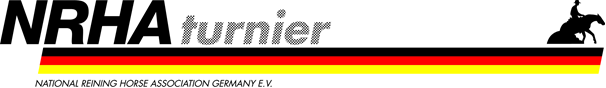 NRHA turnier
NATIONAL REINING HORSE ASSOCIATION GERMANY E.V.